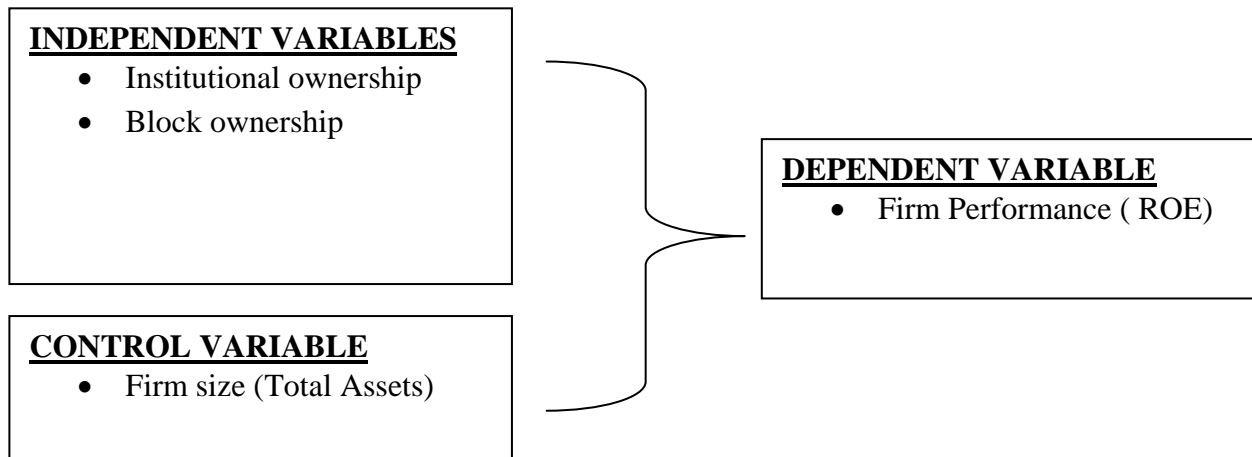 INDEPENDENT VARIABLES
• Institutional ownership
• Block ownership
DEPENDENT VARIABLE
• Firm Performance ( ROE)
CONTROL VARIABLE
• Firm size (Total Assets)